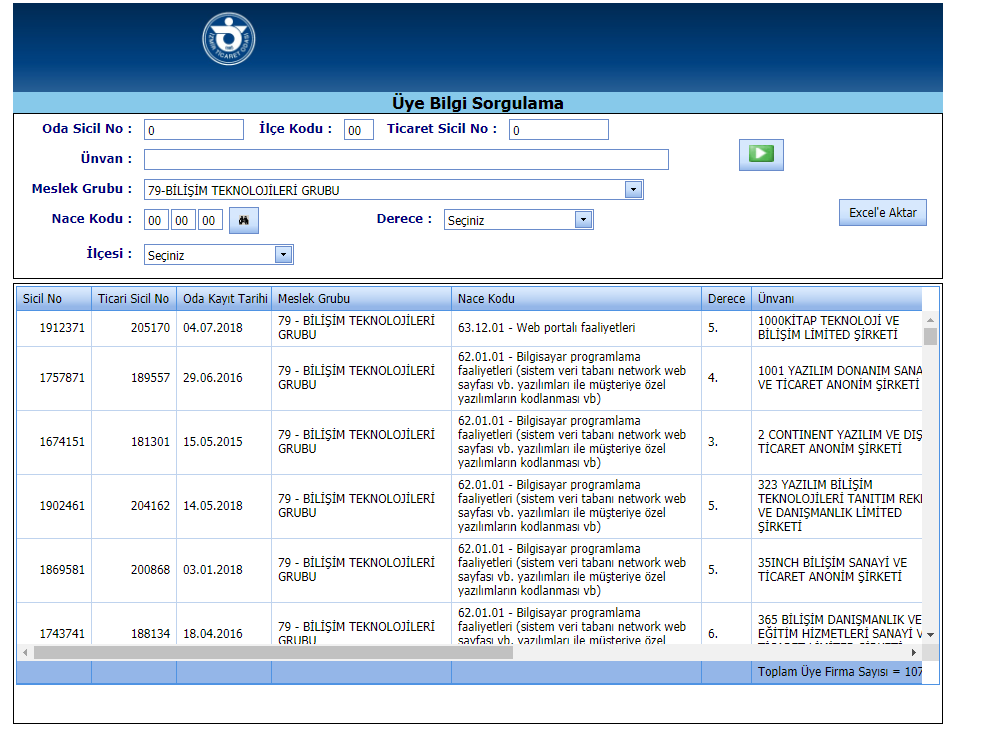 İZMİR TİCARET ODASI
Üye Bilgi Sorgulama
Oda Sicil No : 0 İlçe Kodu : 00 Ticaret Sicil No : 0
Ünvan :
Meslek Grubu : 79-BİLİŞİM TEKNOLOJİLERİ GRUBU
Nace Kodu : 00 00 00 Derece : Seçiniz
Excel'e Aktar
İlçesi : Seçiniz
Sicil No Ticari Sicil No Oda Kayıt Tarihi Meslek Grubu Nace Kodu Derece Ünvanı
1912371 205170 04.07.2018 79 - BİLİŞİM TEKNOLOJİLERİ
GRUBU
63.12.01 - Web portalı faaliyetleri
5.
1000KİTAP TEKNOLOJİ VE
BİLİŞİM LİMİTED ŞİRKETİ
1757871 189557 29.06.2016 79 - BİLİŞİM TEKNOLOJİLERİ
GRUBU
62.01.01 - Bilgisayar programlama
faaliyetleri (sistem veri tabanı network web
sayfası vb. yazılımları ile müşteriye özel
yazılımların kodlanması vb)
4.
1001 YAZILIM DONANIM SANA
VE TİCARET ANONİM ŞİRKETİ
1674151 181301 15.05.2015 79 - BİLİŞİM TEKNOLOJİLERİ
GRUBU
62.01.01 - Bilgisayar programlama
faaliyetleri (sistem veri tabanı network web
sayfası vb. yazılımları ile müşteriye özel
yazılımların kodlanması vb)
3.
2 CONTINENT YAZILIM VE DIŞ
TİCARET ANONİM ŞİRKETİ
1902461 204162 14.05.2018 79 - BİLİŞİM TEKNOLOJİLERİ
GRUBU
62.01.01 - Bilgisayar programlama
faaliyetleri (sistem veri tabanı network web
sayfası vb. yazılımları ile müşteriye özel
yazılımların kodlanması vb)
5.
323 YAZILIM BİLİŞİM
TEKNOLOJİLERİ TANITIM REK
VE DANIŞMANLIK LİMİTED
ŞİRKETİ
1869581 200868 03.01.2018 79 - BİLİŞİM TEKNOLOJİLERİ
GRUBU
62.01.01 - Bilgisayar programlama
faaliyetleri (sistem veri tabanı network web
sayfası vb. yazılımları ile müşteriye özel
yazılımların kodlanması vb)
5.
35INCH BİLİŞİM SANAYİ VE
TİCARET ANONİM ŞİRKETİ
1743741 188134 18.04.2016 79 - BİLİŞİM TEKNOLOJİLERİ
GRUBU
62.01.01 - Bilgisayar programlama
faaliyetleri (sistem veri tabanı network web
sayfası vb. yazılımları ile müşteriye özel
6.
365 BİLİŞİM DANIŞMANLIK VE
EĞİTİM HİZMETLERİ SANAYİ V
Toplam Üye Firma Sayısı = 107